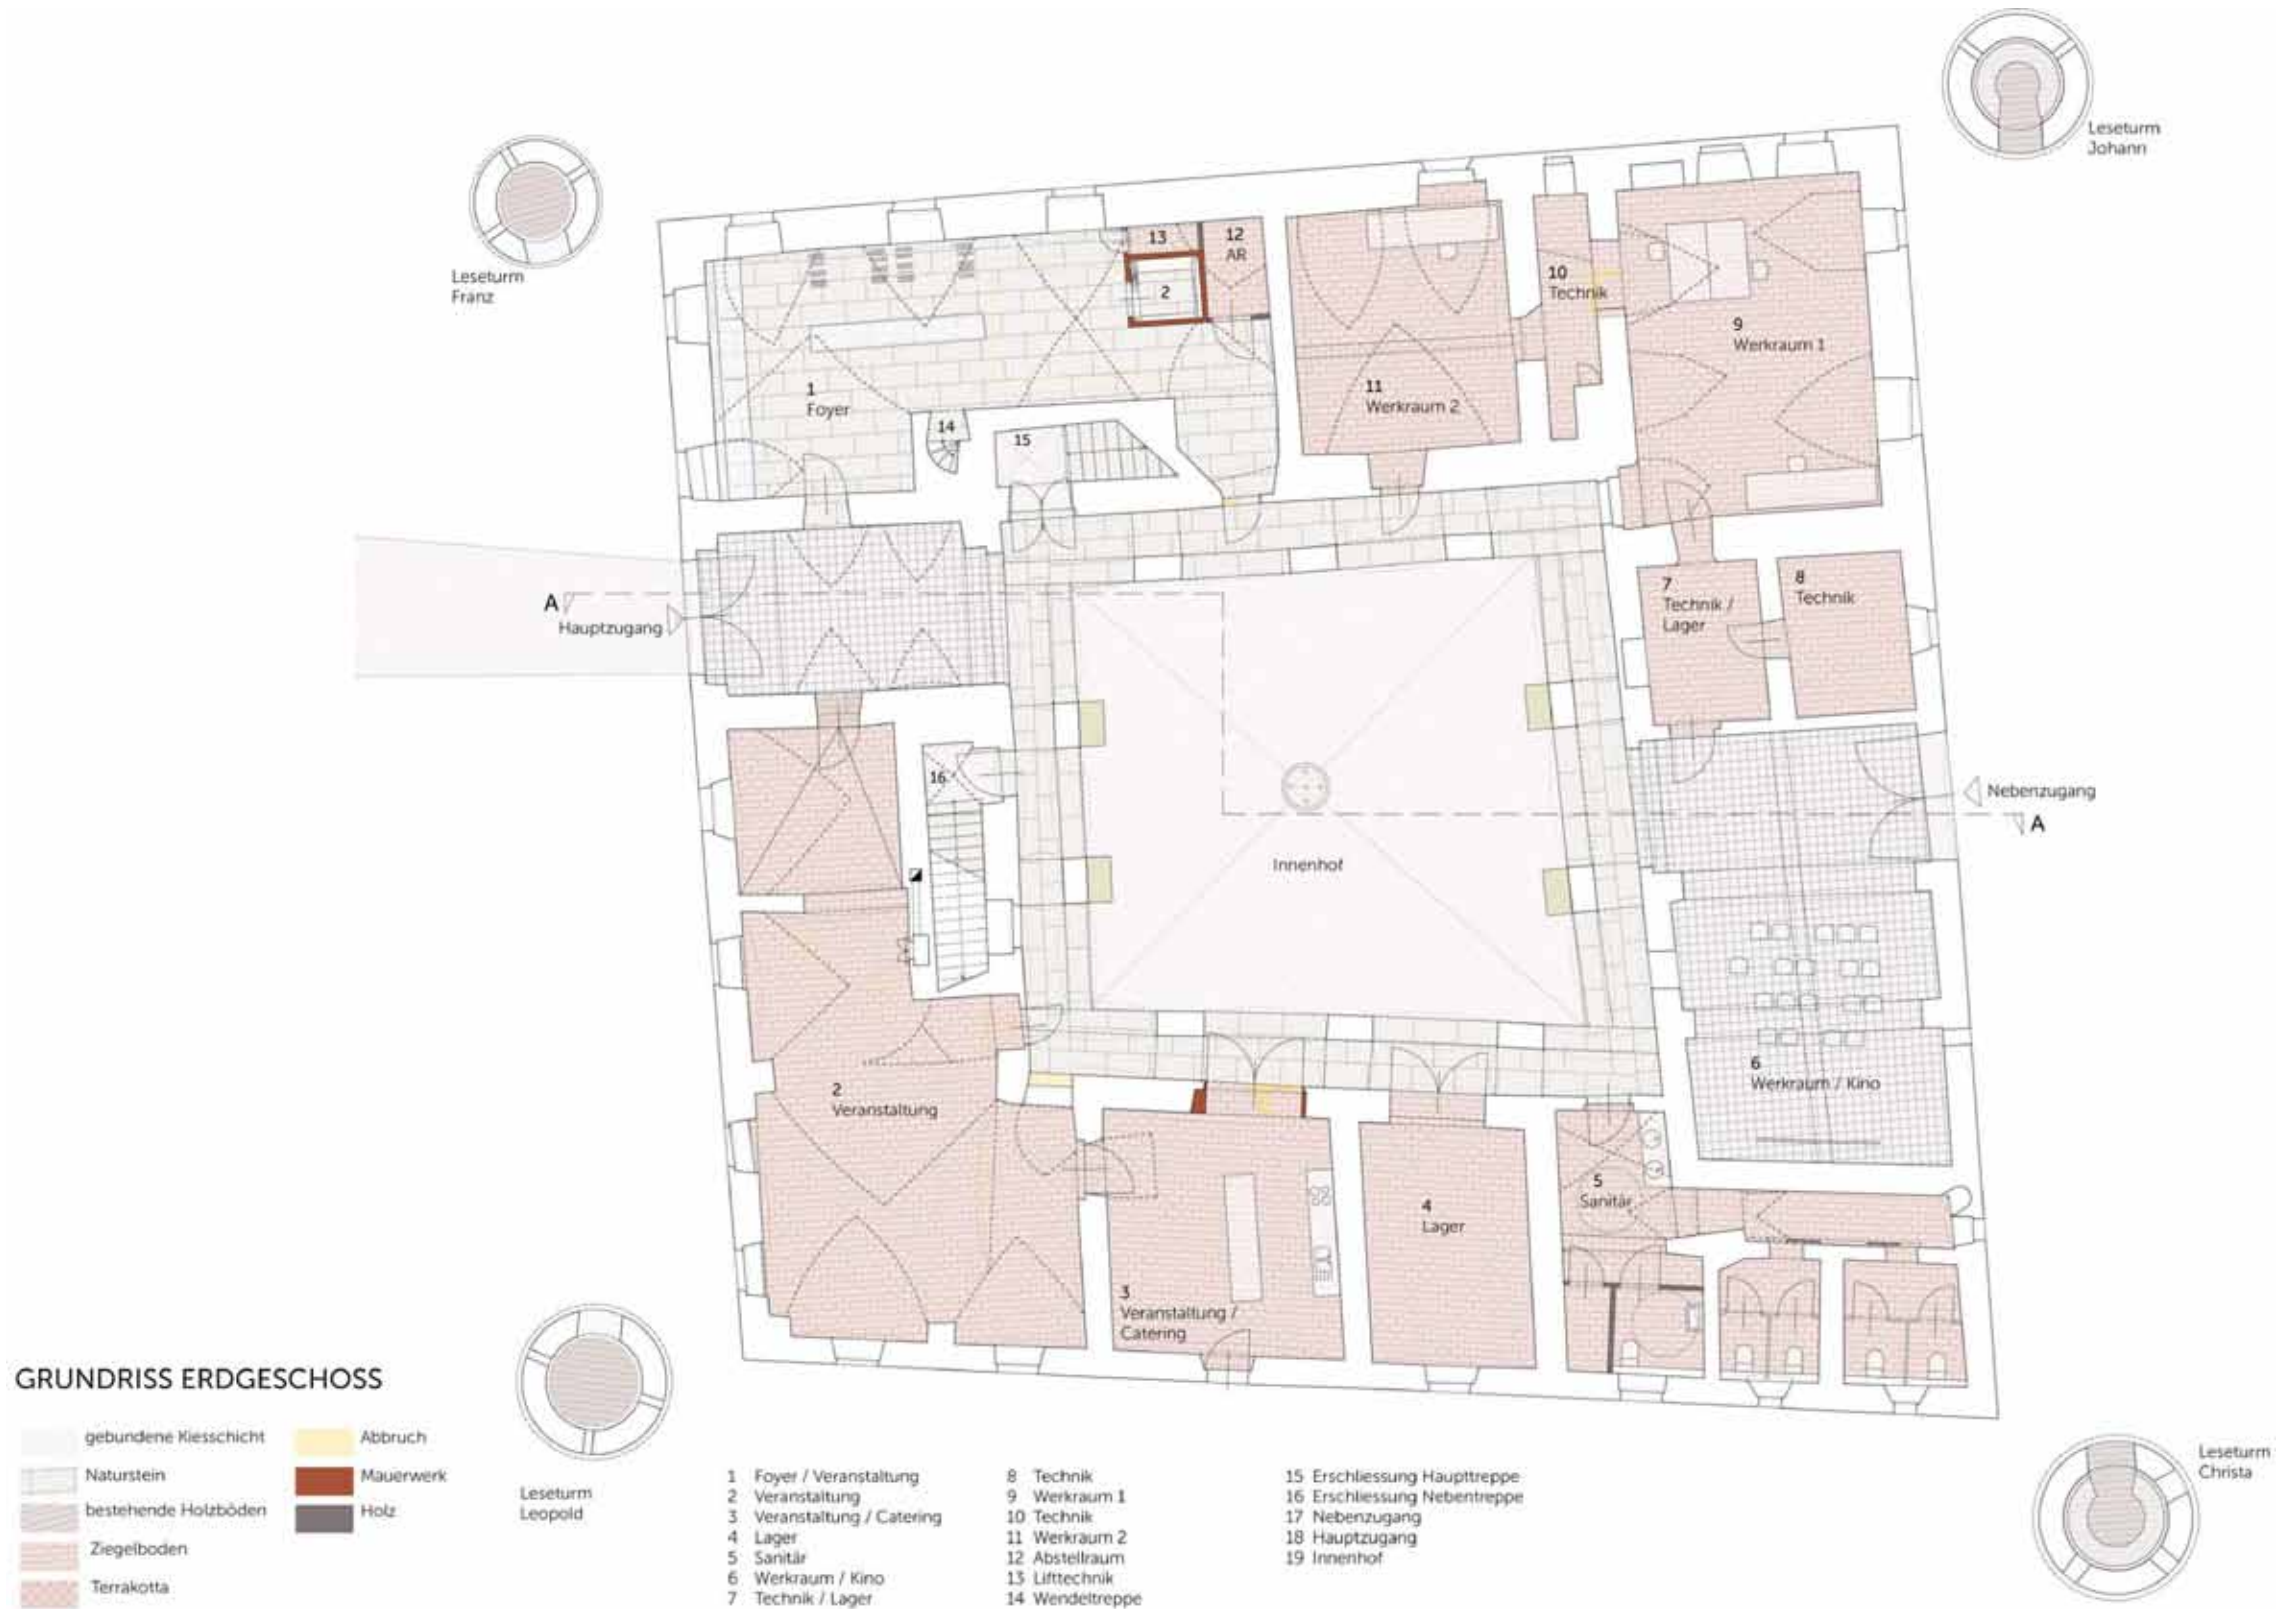 Leseturm
Johann
Leseturm
Franz
13
12
AR
2
10
Technik
9
Werkraum 1
1
Foyer
11
Werkraum 2
14
15
A
Hauptzugang
7
Technik /
Lager
8
Technik
16
Nebenzugang
A
Innenhof
6
Werkraum / Kino
2
Veranstaltung
5
Sanitär
4
Lager
3
Veranstaltung /
Catering
GRUNDRISS ERDGESCHOSS
gebundene Kiesschicht
Naturstein
bestehende Holzböden
Ziegelboden
Terrakotta
Abbruch
Mauerwerk
Holz
Leseturm
Leopold
1 Foyer / Veranstaltung
2 Veranstaltung
3 Veranstaltung / Catering
4 Lager
5 Sanitär
6 Werkraum / Kino
7 Technik / Lager
8 Technik
9 Werkraum 1
10 Technik
11 Werkraum 2
12 Abstellraum
13 Lifttechnik
14 Wendeltreppe
15 Erschliessung Haupttreppe
16 Erschliessung Nebentreppe
17 Nebenzugang
18 Hauptzugang
19 Innenhof
Leseturm
Christa